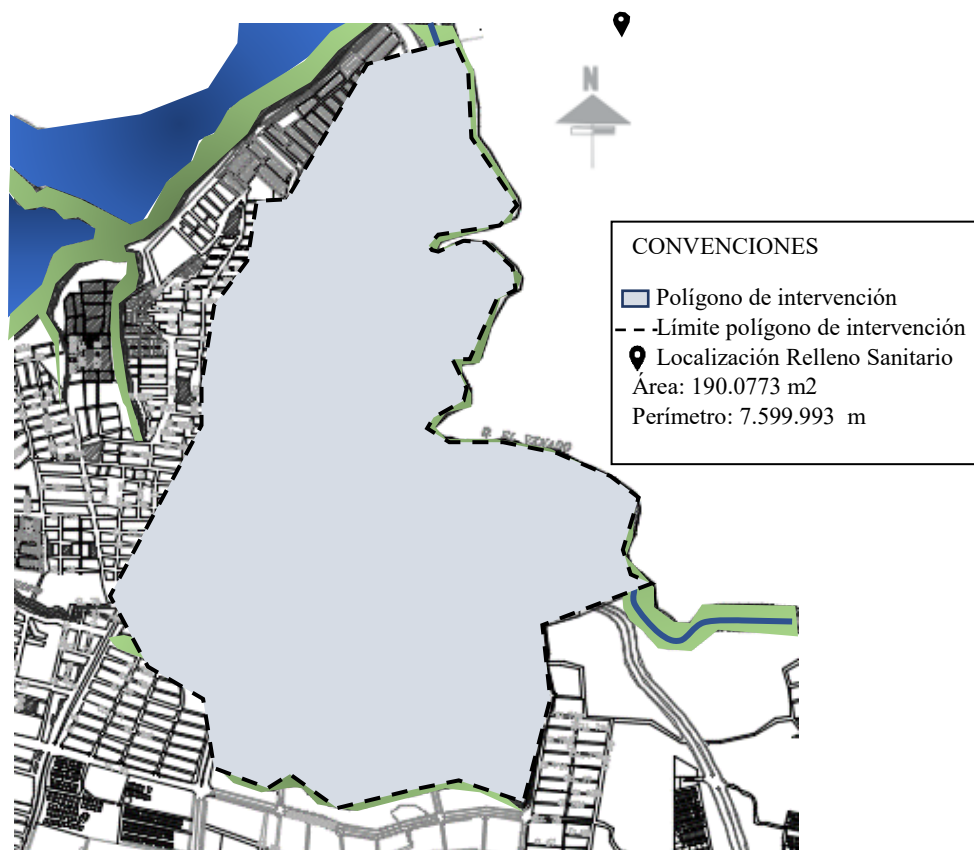 N
CONVENCIONES
Polígono de intervención
Límite polígono de intervención
Localización Relleno Sanitario
Área: 190.0773 m2
Perímetro: 7.599.993 m